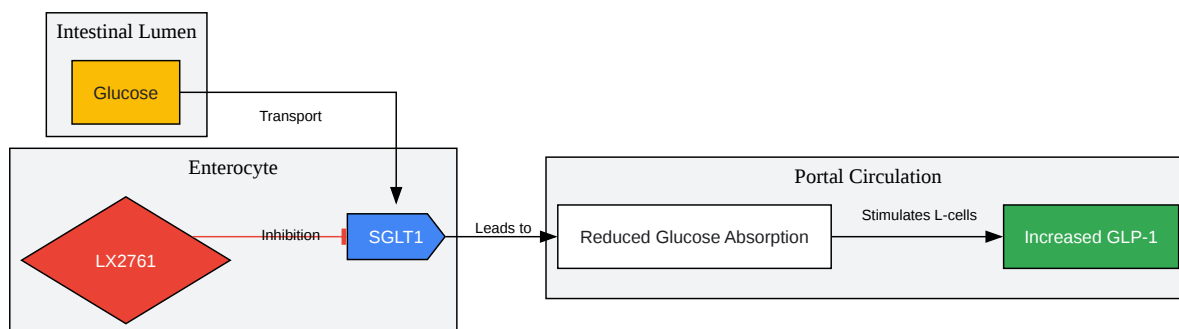 Intestinal Lumen
Glucose
Transport
Enterocyte
LX2761
Inhibition
SGLT1
Leads to
Portal Circulation
Reduced Glucose Absorption
Stimulates L-cells
Increased GLP-1